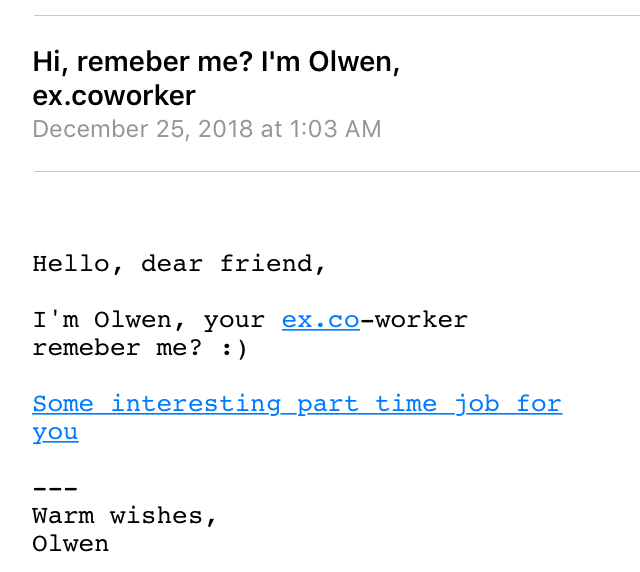 Hi, remeber me? I'm Olwen,
ex.coworker
December 25, 2018 at 1:03 AM
Hello, dear friend,
I'm Olwen, your ex.co-worker
remeber me? :)
Some interesting part time job for
you
---
Warm wishes,
Olwen